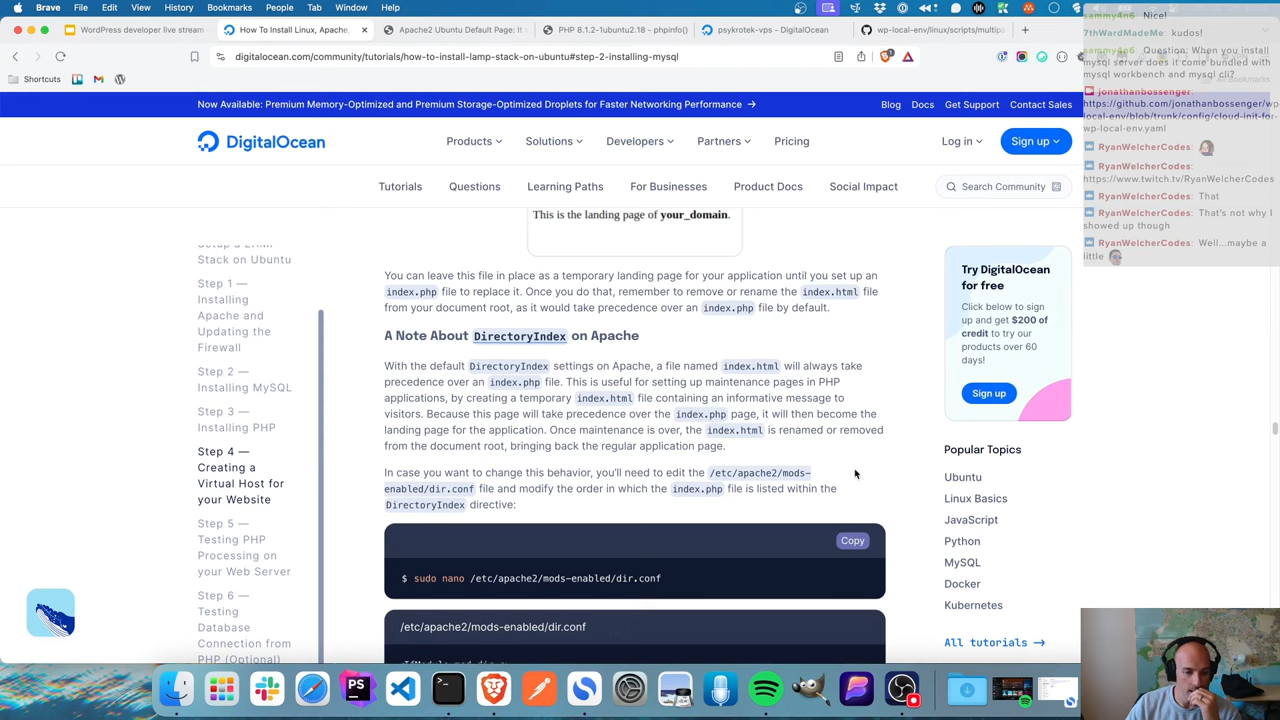 Brave File Edit View History Bookmarks Profiles Tab Window Help
WordPress developer live stream
How To Install Linux, Apache,
Apache2 Ubuntu Default Page: It w
PHP 8.1.2-1ubuntu2.18 - phpinfo()
psykrotek-vps - DigitalOcean
wp-local-env/linux/scripts/multipa
digitalocean.com/community/tutorials/how-to-install-lamp-stack-on-ubuntu#step-2-installing-mysql
Shortcuts
All Bookmarks
Now Available: Premium Memory-Optimized and Premium Storage-Optimized Droplets for Faster Networking Performance →
Blog Docs Get Support Contact Sales
DigitalOcean
Products Solutions Developers Partners Pricing
Log in Sign up
Tutorials Questions Learning Paths For Businesses Product Docs Social Impact
Search Community
Setup a LAMP
Stack on Ubuntu
Step 1 —
Installing
Apache and
Updating the
Firewall
Step 2 —
Installing MySQL
Step 3 —
Installing PHP
Step 4 —
Creating a
Virtual Host for
your Website
Step 5 —
Testing PHP
Processing on
your Web Server
Step 6 —
Testing
Database
Connection from
PHP (Optional)
This is the landing page of your_domain.
You can leave this file in place as a temporary landing page for your application until you set up an
index.php file to replace it. Once you do that, remember to remove or rename the index.html file
from your document root, as it would take precedence over an index.php file by default.
A Note About DirectoryIndex on Apache
With the default DirectoryIndex settings on Apache, a file named index.html will always take
precedence over an index.php file. This is useful for setting up maintenance pages in PHP
applications, by creating a temporary index.html file containing an informative message to
visitors. Because this page will take precedence over the index.php page, it will then become the
landing page for the application. Once maintenance is over, the index.html is renamed or removed
from the document root, bringing back the regular application page.
In case you want to change this behavior, you'll need to edit the /etc/apache2/mods-
enabled/dir.conf file and modify the order in which the index.php file is listed within the
DirectoryIndex directive:
Copy
$ sudo nano /etc/apache2/mods-enabled/dir.conf
/etc/apache2/mods-enabled/dir.conf
Try DigitalOcean
for free
Click below to sign
up and get $200 of
credit to try our
products over 60
days!
Sign up
Popular Topics
Ubuntu
Linux Basics
JavaScript
Python
MySQL
Docker
Kubernetes
All tutorials →
sammy4n6: Nice!
7thWardMadeMe: kudos!
sammy4n6: Question: When you install
mysql server does it come bundled with
mysql workbench and mysql cli?
jonathanbossenger:
https://github.com/jonathanbossenger/wp
-local-env/blob/trunk/config/cloud-init-for-
wp-local-env.yaml
RyanWelcherCodes:
RyanWelcherCodes:
https://www.twitch.tv/RyanWelcherCodes
RyanWelcherCodes: That
RyanWelcherCodes: That's not why I
showed up though
RyanWelcherCodes: Well...maybe a
little